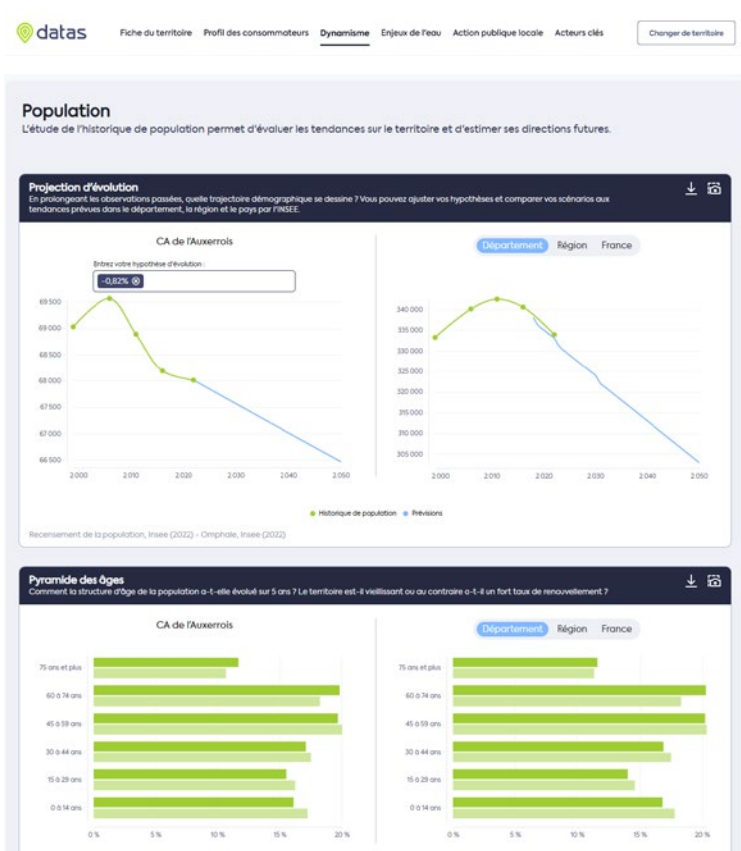 datas
Fiche du territoire Profil des consommateurs Dynamisme Enjeux de l'eau Action publique locale Acteurs clés Changer de territoire
Population
L'étude de l'historique de population permet d'évaluer les tendances sur le territoire et d'estimer ses directions futures.
Projection d'évolution
En prolongeant les observations passées, quelle trajectoire démographique se dessine ? Vous pouvez ajuster vos hypothèses et comparer vos scénarios aux
tendances prévues dans le département, la région et le pays par l'INSEE.
CA de l'Auxerrois
Département Région France
Entrez votre hypothèse d'évolution :
-0,82%
69 500
69 000
68 500
68 000
67 500
67 000
66 500
2 000 2 010 2 020 2 030 2 040 2 050
340 000
335 000
330 000
325 000
320 000
315 000
310 000
305 000
2 000 2 010 2 020 2 030 2 040 2 050
Historique de population Prévisions
Recensement de la population, Insee (2022) - Omphale, Insee (2022)
Pyramide des âges
Comment la structure d'âge de la population a-t-elle évolué sur 5 ans ? Le territoire est-il vieillissant ou au contraire a-t-il un fort taux de renouvellement ?
CA de l'Auxerrois
Département Région France
75 ans et plus
60 à 74 ans
45 à 59 ans
30 à 44 ans
15 à 29 ans
0 à 14 ans
0 % 5 % 10 % 15 % 20 %
75 ans et plus
60 à 74 ans
45 à 59 ans
30 à 44 ans
15 à 29 ans
0 à 14 ans
0 % 5 % 10 % 15 % 20 %